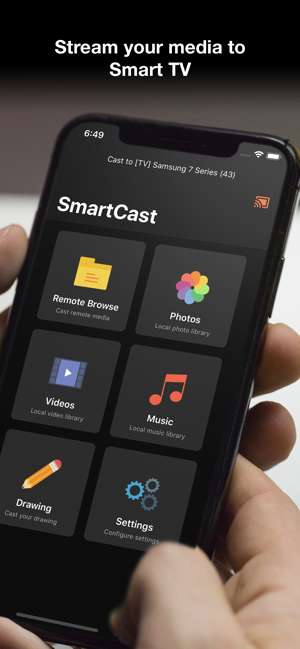 Stream your media to
Smart TV
6:49
Cast to [TV] Samsung 7 Series (43)
SmartCast
Remote Browse
Cast remote media
Photos
Local photo library
Videos
Local video library
Music
Local music library
Drawing
Cast your drawing
Settings
Configure settings